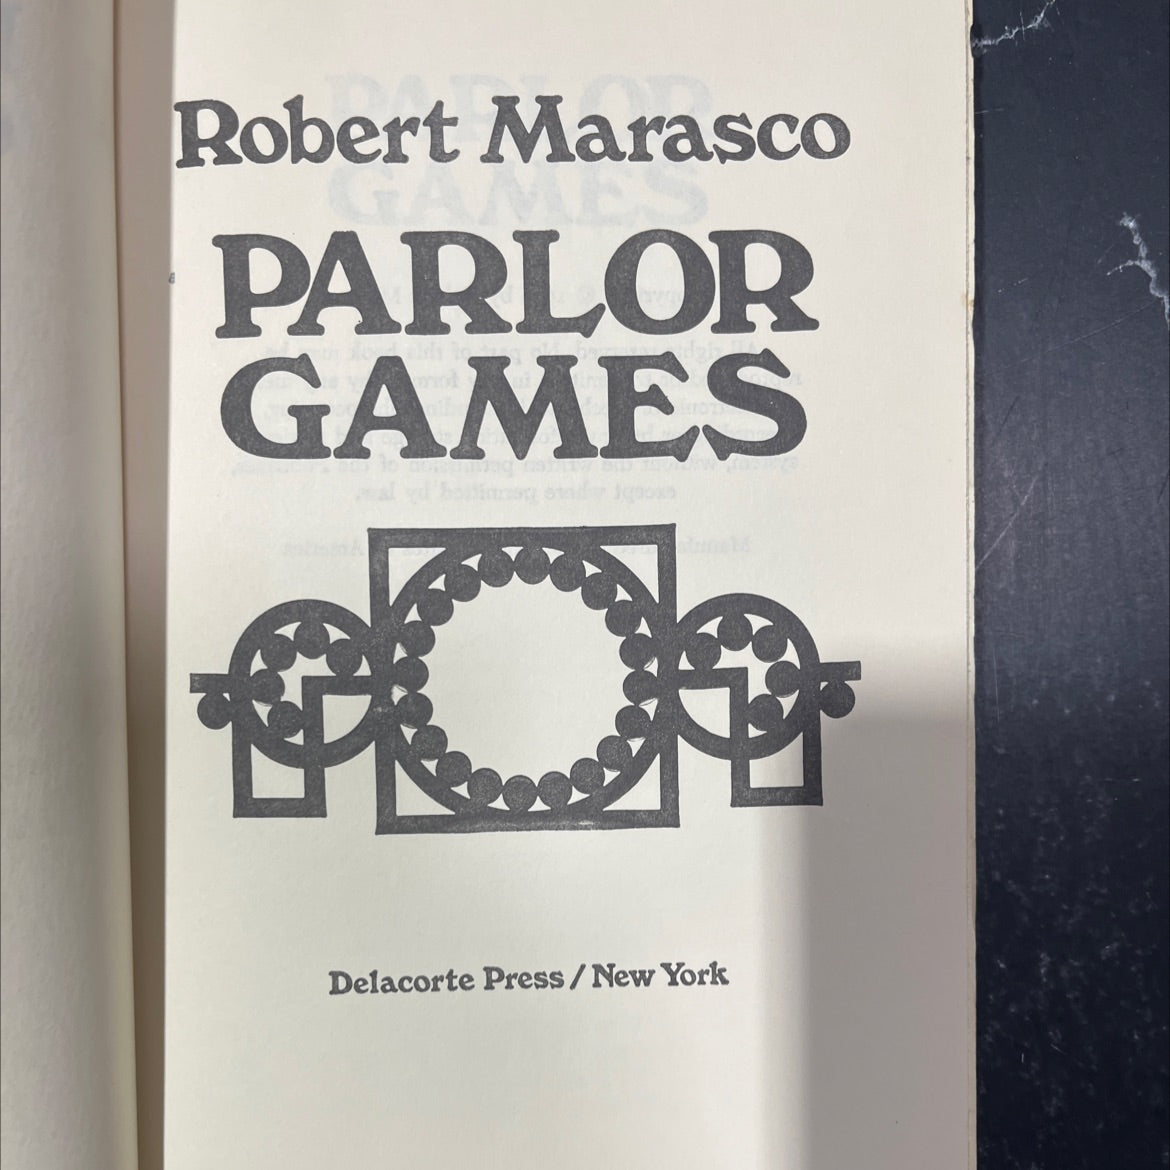 Robert Marasco
PARLOR
GAMES
Delacorte Press / New York